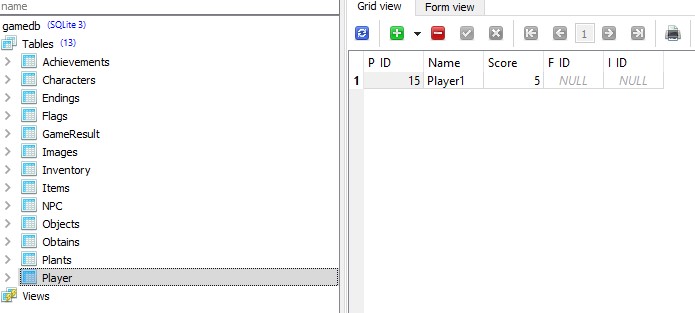 name
gamedb (SQLite 3)
Tables (13)
Achievements
Characters
Endings
Flags
GameResult
Images
Inventory
Items
NPC
Objects
Obtains
Plants
Player
Views
Grid view Form view
1
P_ID Name Score F_ID I_ID
1 15 Player1 5 NULL NULL